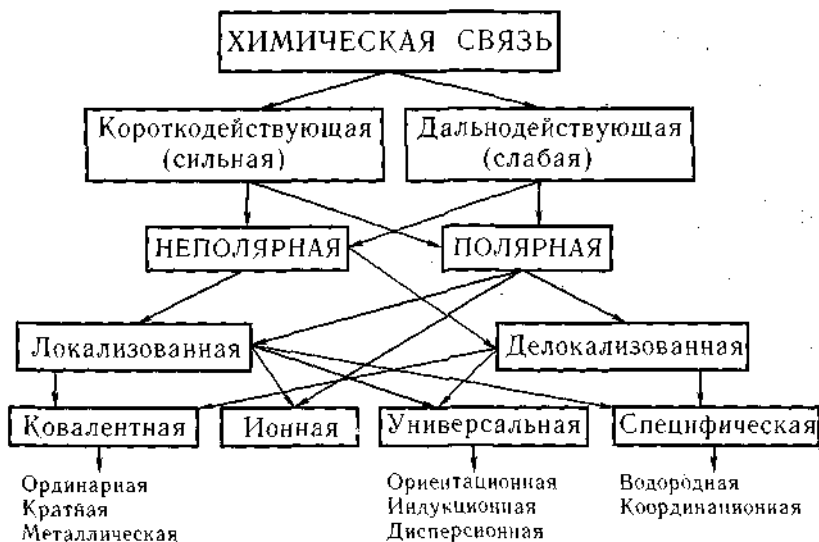 ХИМИЧЕСКАЯ СВЯЗЬ
Короткодействующая
(сильная)
Дальнодействующая
(слабая)
НЕПОЛЯРНАЯ
ПОЛЯРНАЯ
Локализованная
Делокализованная
Ковалентная
Ионная
Универсальная
Специфическая
Ординарная
Кратная
Металлическая
Ориентационная
Индукционная
Дисперсионная
Водородная
Координационная